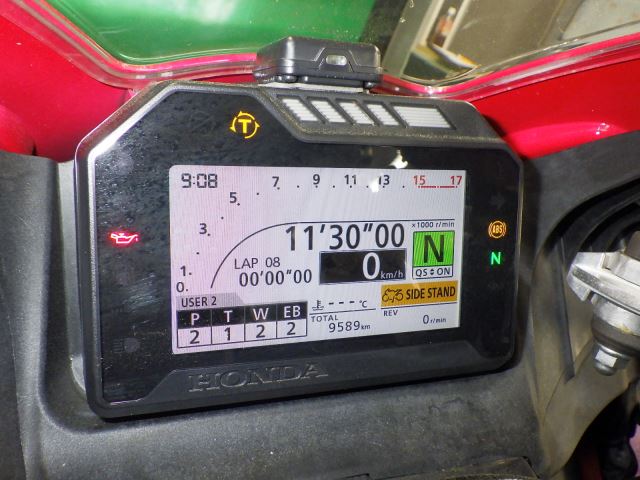 T
9:08
7 9 11 13 15 17
5
3
1
0
×1000 r/min
11'30"00
LAP 08
00'00"00
0 km/h
N
QS ON
ABS
N
USER 2
P T W EB
2 1 2 2
---℃
SIDE STAND
TOTAL
9589 km
REV
0 r/min
HONDA